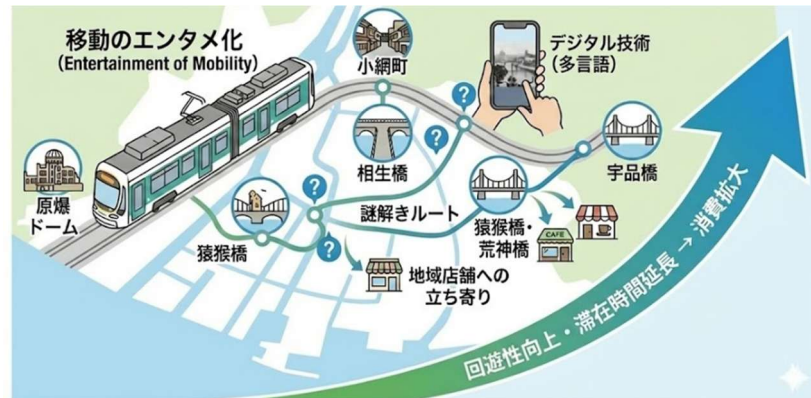 移動のエンタメ化
(Entertainment of Mobility)
小網町
デジタル技術
(多言語)
?
?
相生橋
宇品橋
原爆
ドーム
?
謎解きルート
猿猴橋・
荒神橋
猿猴橋
?
CAFE
地域店舗への
立ち寄り
回遊性向上・滞在時間延長 → 消費拡大